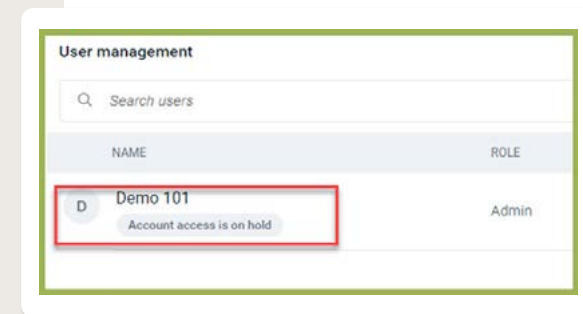 User management
Search users
NAME ROLE
D Demo 101 Admin
Account access is on hold